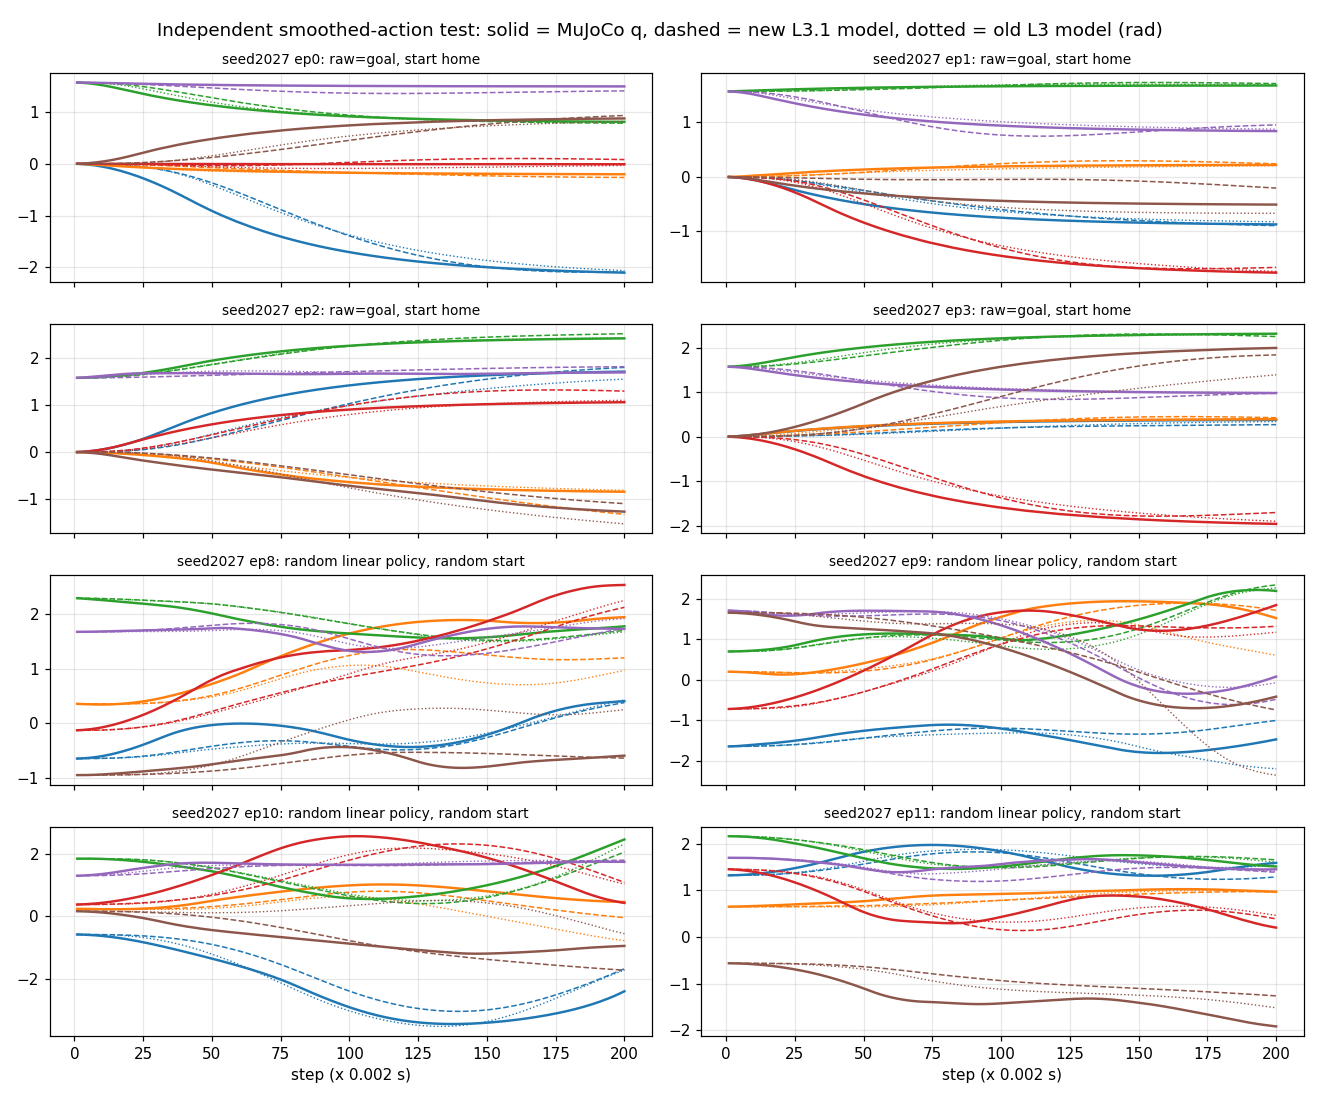 Independent smoothed-action test: solid = MuJoCo q, dashed = new L3.1 model, dotted = old L3 model (rad)
seed2027 ep0: raw=goal, start home
1
0
−1
−2
seed2027 ep1: raw=goal, start home
1
0
−1
seed2027 ep2: raw=goal, start home
2
1
0
−1
seed2027 ep3: raw=goal, start home
2
1
0
−1
−2
seed2027 ep8: random linear policy, random start
2
1
0
−1
seed2027 ep9: random linear policy, random start
2
1
0
−1
−2
seed2027 ep10: random linear policy, random start
2
0
−2
0 25 50 75 100 125 150 175 200
step (x 0.002 s)
seed2027 ep11: random linear policy, random start
2
1
0
−1
−2
0 25 50 75 100 125 150 175 200
step (x 0.002 s)